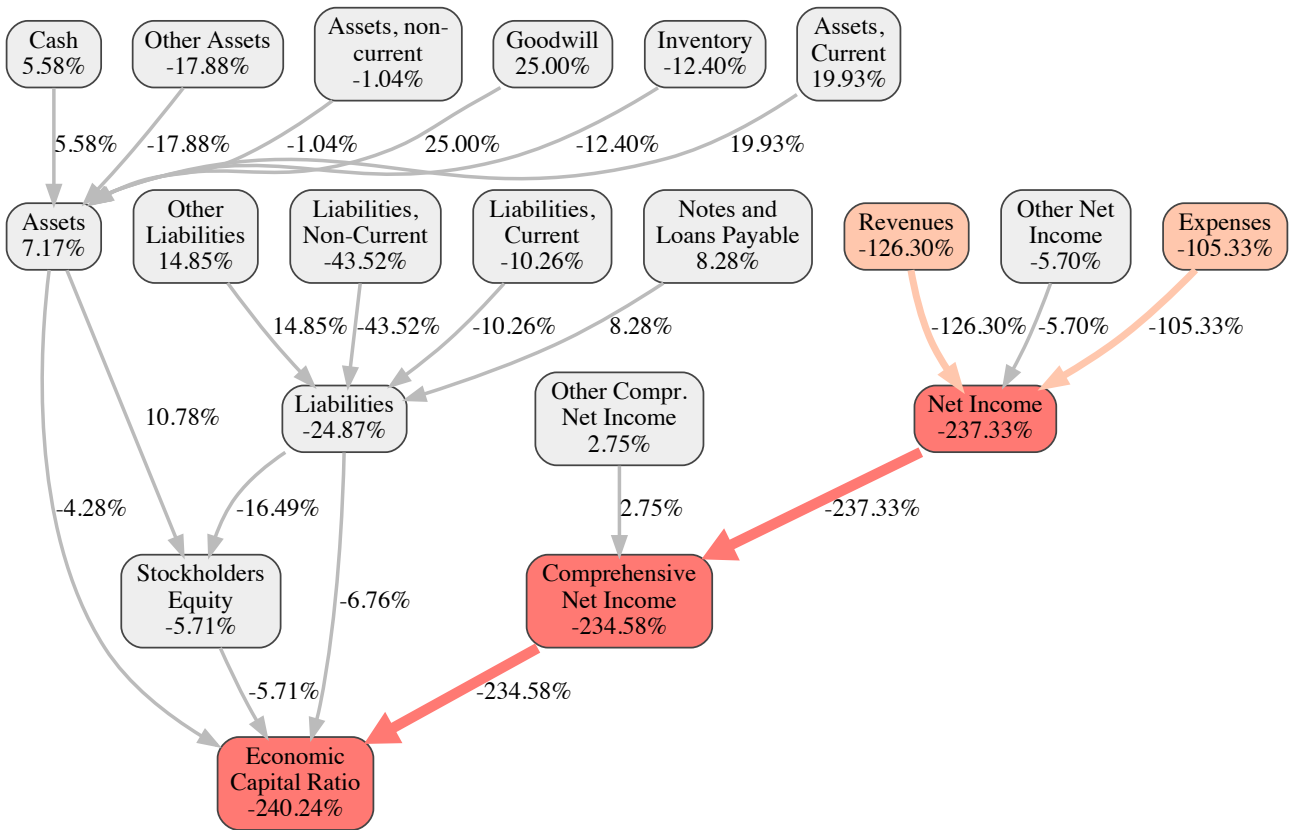 Cash
5.58%
Other Assets
-17.88%
Assets, non-
current
-1.04%
Goodwill
25.00%
Inventory
-12.40%
Assets,
Current
19.93%
5.58%
-17.88%
-1.04%
25.00%
-12.40%
19.93%
Assets
7.17%
Other
Liabilities
14.85%
Liabilities,
Non-Current
-43.52%
Liabilities,
Current
-10.26%
Notes and
Loans Payable
8.28%
Revenues
-126.30%
Other Net
Income
-5.70%
Expenses
-105.33%
14.85%
-43.52%
-10.26%
8.28%
-126.30%
-5.70%
-105.33%
10.78%
Liabilities
-24.87%
Other Compr.
Net Income
2.75%
Net Income
-237.33%
-4.28%
-16.49%
2.75%
-237.33%
Stockholders
Equity
-5.71%
-6.76%
Comprehensive
Net Income
-234.58%
-5.71%
-234.58%
Economic
Capital Ratio
-240.24%